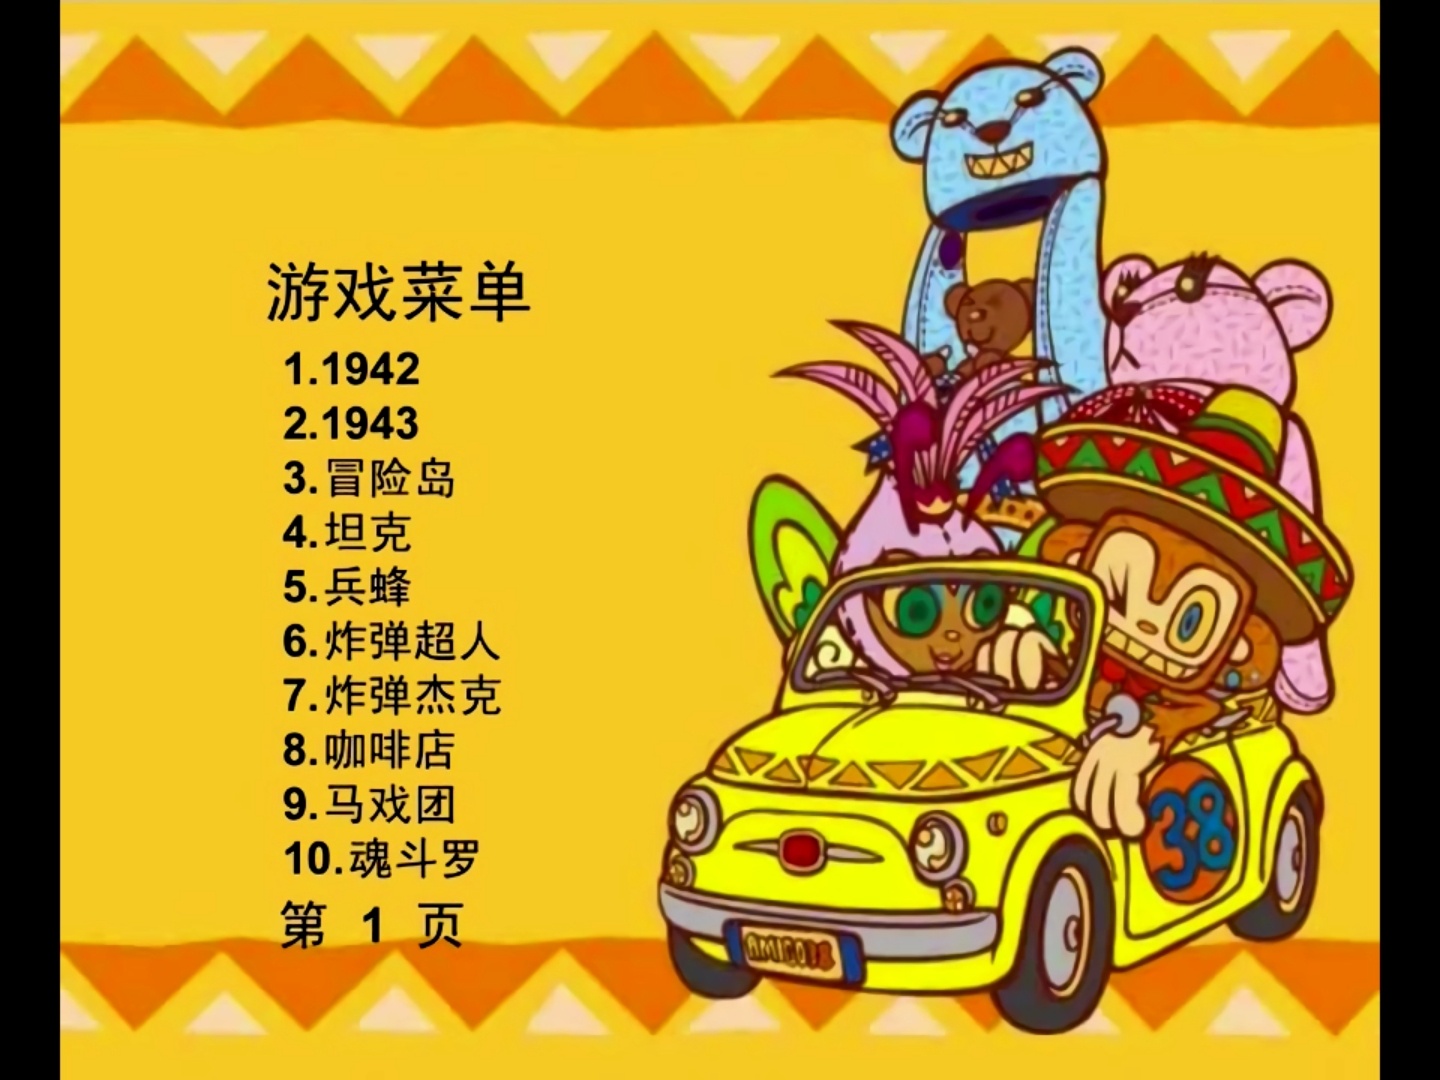 游戏菜单
1.1942
2.1943
3.冒险岛
4.坦克
5.兵蜂
6.炸弹超人
7.炸弹杰克
8.咖啡店
9.马戏团
10.魂斗罗
第 1 页
38
AMIGO38